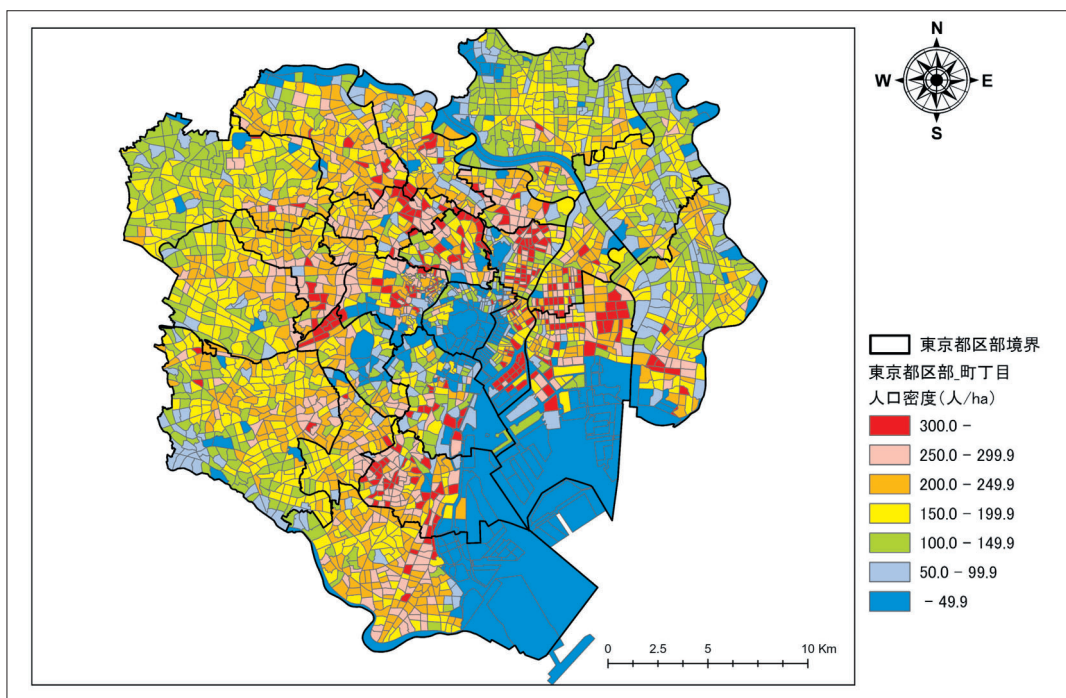 N
W E
S
東京都区部境界
東京都区部_町丁目
人口密度(人/ha)
300.0 -
250.0 - 299.9
200.0 - 249.9
150.0 - 199.9
100.0 - 149.9
50.0 - 99.9
- 49.9
0 2.5 5 10 Km